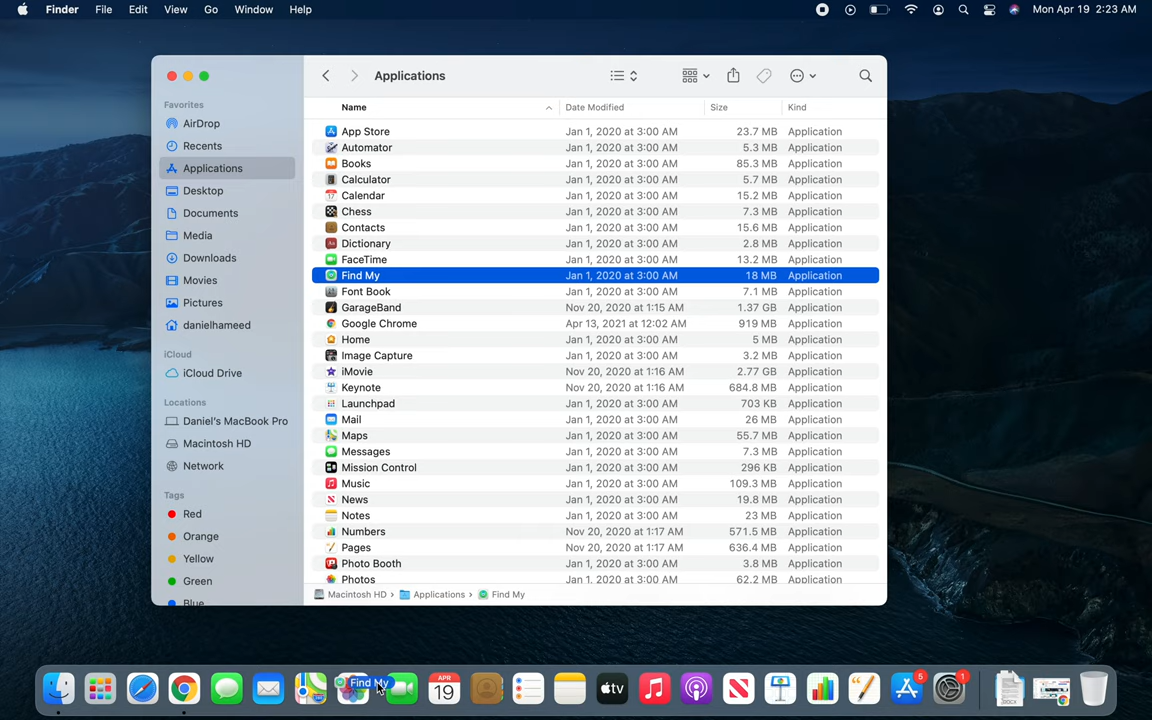 Finder File Edit View Go Window Help Mon Apr 19 2:23 AM
Applications
Favorites
AirDrop
Recents
Applications
Desktop
Documents
Media
Downloads
Movies
Pictures
danielhameed
iCloud
iCloud Drive
Locations
Daniel's MacBook Pro
Macintosh HD
Network
Tags
Red
Orange
Yellow
Green
Blue
Name Date Modified Size Kind
App Store Jan 1, 2020 at 3:00 AM 23.7 MB Application
Automator Jan 1, 2020 at 3:00 AM 5.3 MB Application
Books Jan 1, 2020 at 3:00 AM 85.3 MB Application
Calculator Jan 1, 2020 at 3:00 AM 5.7 MB Application
Calendar Jan 1, 2020 at 3:00 AM 15.2 MB Application
Chess Jan 1, 2020 at 3:00 AM 7.3 MB Application
Contacts Jan 1, 2020 at 3:00 AM 15.6 MB Application
Dictionary Jan 1, 2020 at 3:00 AM 2.8 MB Application
FaceTime Jan 1, 2020 at 3:00 AM 13.2 MB Application
Find My Jan 1, 2020 at 3:00 AM 18 MB Application
Font Book Jan 1, 2020 at 3:00 AM 7.1 MB Application
GarageBand Nov 20, 2020 at 1:15 AM 1.37 GB Application
Google Chrome Apr 13, 2021 at 12:02 AM 919 MB Application
Home Jan 1, 2020 at 3:00 AM 5 MB Application
Image Capture Jan 1, 2020 at 3:00 AM 3.2 MB Application
iMovie Nov 20, 2020 at 1:16 AM 2.77 GB Application
Keynote Nov 20, 2020 at 1:16 AM 684.8 MB Application
Launchpad Jan 1, 2020 at 3:00 AM 703 KB Application
Mail Jan 1, 2020 at 3:00 AM 26 MB Application
Maps Jan 1, 2020 at 3:00 AM 55.7 MB Application
Messages Jan 1, 2020 at 3:00 AM 7.3 MB Application
Mission Control Jan 1, 2020 at 3:00 AM 296 KB Application
Music Jan 1, 2020 at 3:00 AM 109.3 MB Application
News Jan 1, 2020 at 3:00 AM 19.8 MB Application
Notes Jan 1, 2020 at 3:00 AM 23 MB Application
Numbers Nov 20, 2020 at 1:17 AM 571.5 MB Application
Pages Nov 20, 2020 at 1:17 AM 636.4 MB Application
Photo Booth Jan 1, 2020 at 3:00 AM 3.8 MB Application
Photos Jan 1, 2020 at 3:00 AM 62.2 MB Application
Macintosh HD › Applications › Find My
Find My
APR
19
tv
5
1